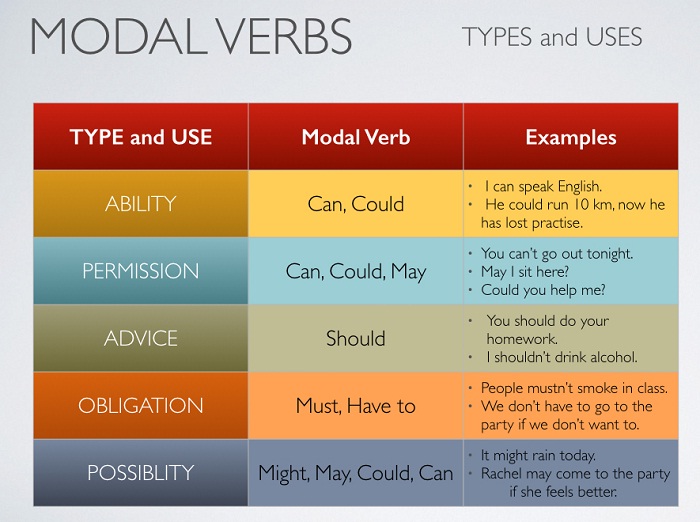 MODAL VERBS
TYPES and USES
TYPE and USE
Modal Verb
Examples
ABILITY
Can, Could
• I can speak English.
• He could run 10 km, now he
has lost practise.
PERMISSION
Can, Could, May
• You can't go out tonight.
• May I sit here?
• Could you help me?
ADVICE
Should
• You should do your
homework.
• I shouldn't drink alcohol.
OBLIGATION
Must, Have to
• People mustn't smoke in class.
• We don't have to go to the
party if we don't want to.
POSSIBLITY
Might, May, Could, Can
• It might rain today.
• Rachel may come to the party
if she feels better.